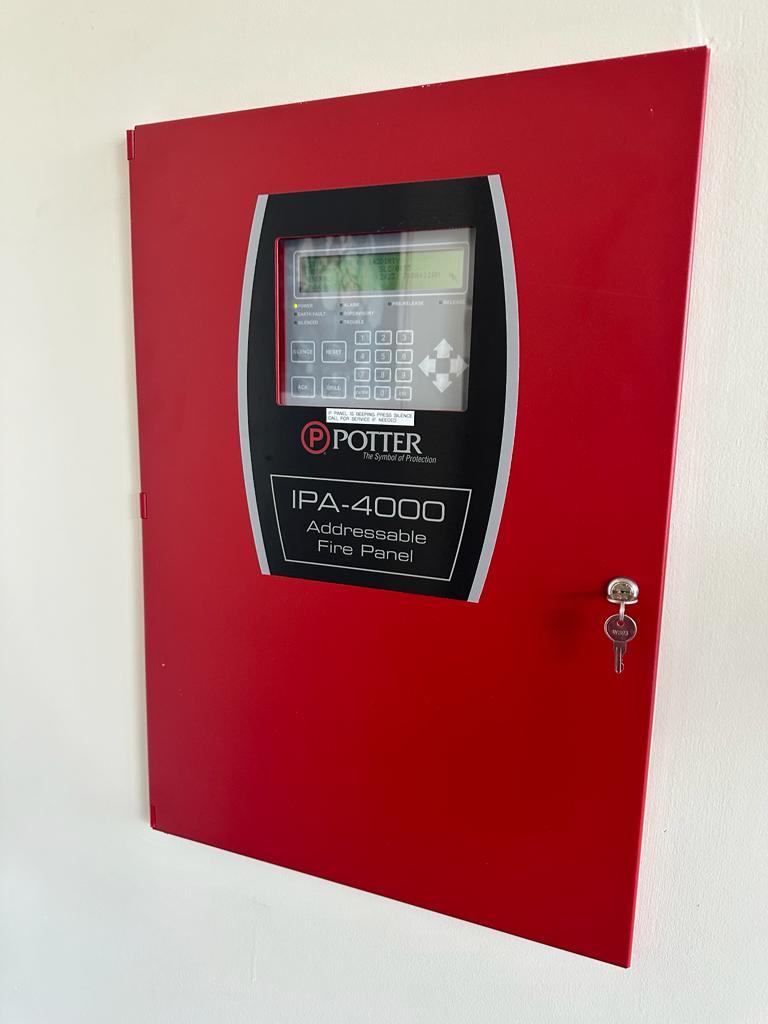 POWER
ALARM
PRE-RELEASE
RELEASE
EARTH FAULT
SUPERVISORY
SILENCED
TROUBLE
1 2 3
SILENCE RESET 4 5 6
7 8 9
ACK DRILL ENTER 0 ESC
IF PANEL IS BEEPING PRESS SILENCE
CALL FOR SERVICE IF NEEDED
P POTTER
The Symbol of Protection
IPA-4000
Addressable
Fire Panel